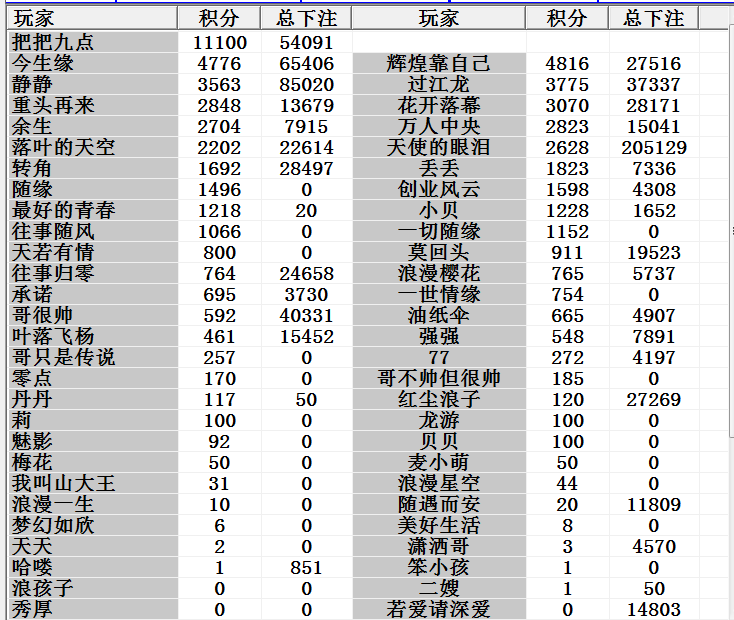 玩家 积分 总下注 玩家 积分 总下注
把把九点 11100 54091
今生缘 4776 65406 辉煌靠自己 4816 27516
静静 3563 85020 过江龙 3775 37337
重头再来 2848 13679 花开落幕 3070 28171
余生 2704 7915 万人中央 2823 15041
落叶的天空 2202 22614 天使的眼泪 2628 205129
转角 1692 28497 丢丢 1823 7336
随缘 1496 0 创业风云 1598 4308
最好的青春 1218 20 小贝 1228 1652
往事随风 1066 0 一切随缘 1152 0
天若有情 800 0 莫回头 911 19523
往事归零 764 24658 浪漫樱花 765 5737
承诺 695 3730 一世情缘 754 0
哥很帅 592 40331 油纸伞 665 4907
叶落飞杨 461 15452 强强 548 7891
哥只是传说 257 0 77 272 4197
零点 170 0 哥不帅但很帅 185 0
丹丹 117 50 红尘浪子 120 27269
莉 100 0 龙游 100 0
魅影 92 0 贝贝 100 0
梅花 50 0 麦小萌 50 0
我叫山大王 31 0 浪漫星空 44 0
浪漫一生 10 0 随遇而安 20 11809
梦幻如欣 6 0 美好生活 8 0
天天 2 0 潇洒哥 3 4570
哈喽 1 851 笨小孩 1 0
浪孩子 0 0 二嫂 1 50
秀厚 0 0 若爱请深爱 0 14803